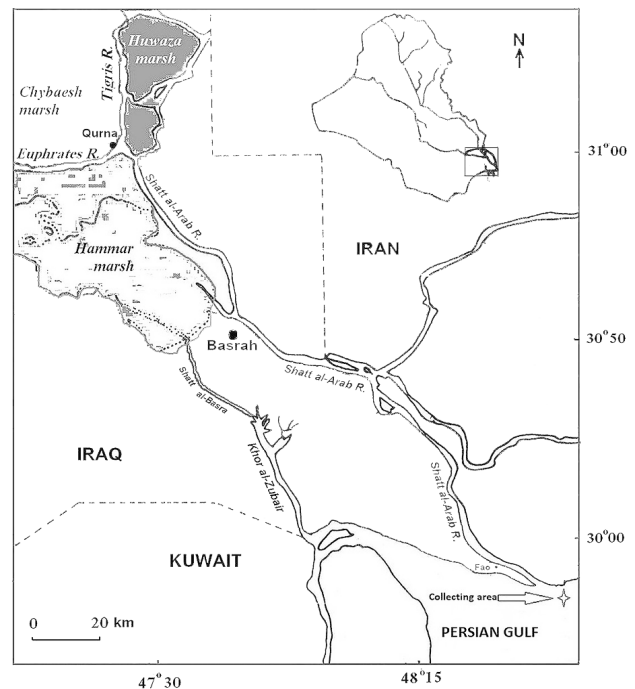 Huwaza
marsh
N
Tigris R.
Chybaesh
marsh
Qurna
Euphrates R.
31°00
Shatt al-Arab R.
IRAN
Hammar
marsh
30°50
Basrah
Shatt al-Arab R.
Shatt al-Basra
IRAQ
Khor al-Zubair
Shatt al-Arab R.
30°00
KUWAIT
Fao
Collecting area
0 20 km
PERSIAN GULF
47°30
48°15